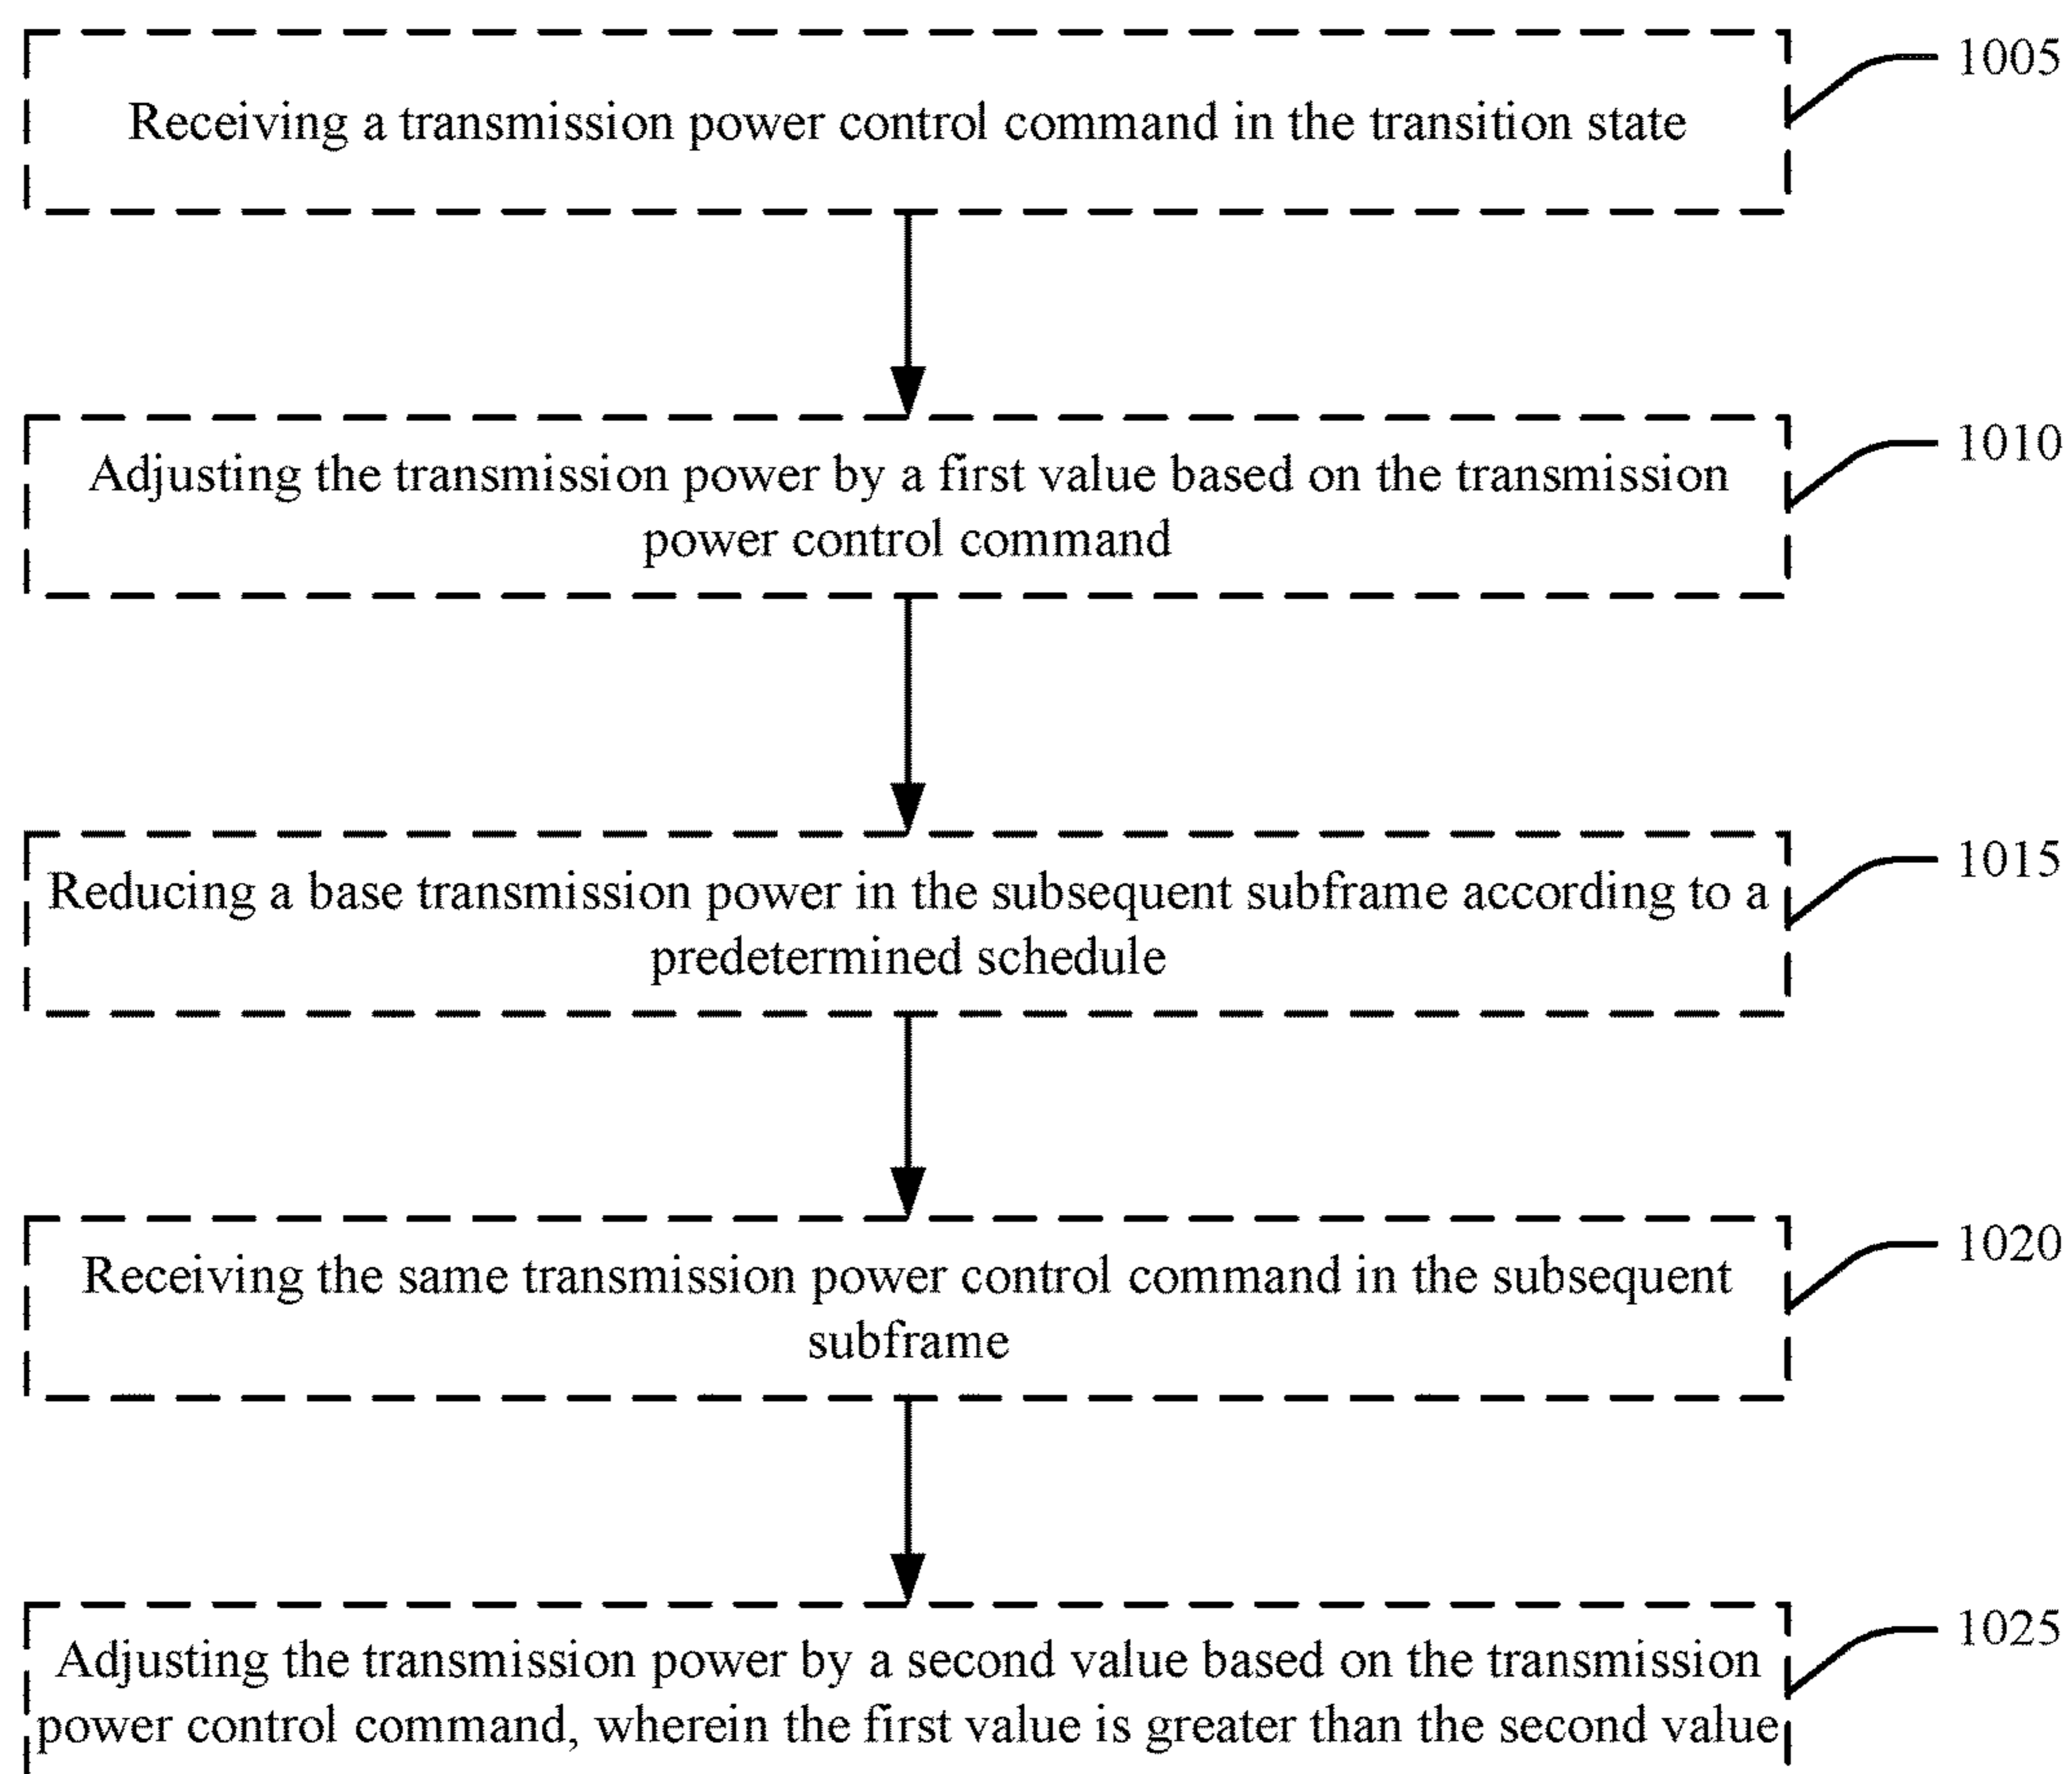 1005
Receiving a transmission power control command in the transition state
1010
Adjusting the transmission power by a first value based on the transmission
power control command
1015
Reducing a base transmission power in the subsequent subframe according to a
predetermined schedule
1020
Receiving the same transmission power control command in the subsequent
subframe
1025
Adjusting the transmission power by a second value based on the transmission
power control command, wherein the first value is greater than the second value